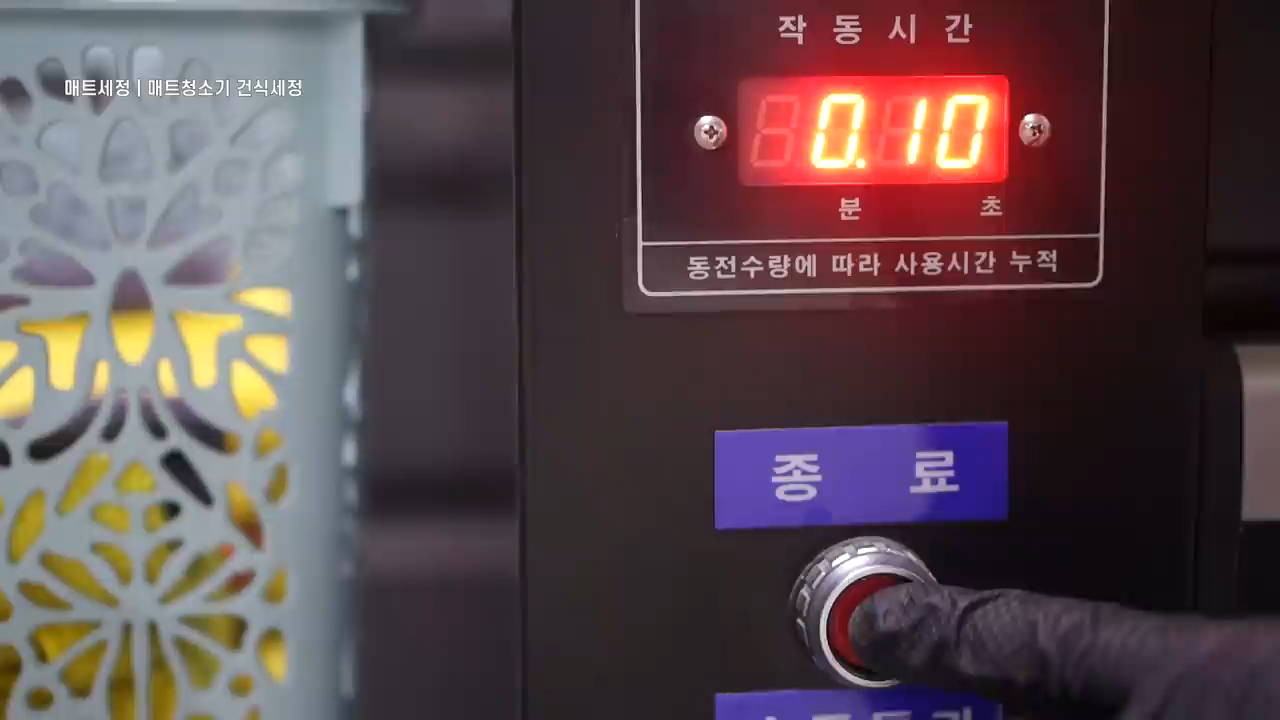 작동시간
매트세정 | 매트청소기 건식세정
0.10
분 초
동전수량에 따라 사용시간 누적
종 료